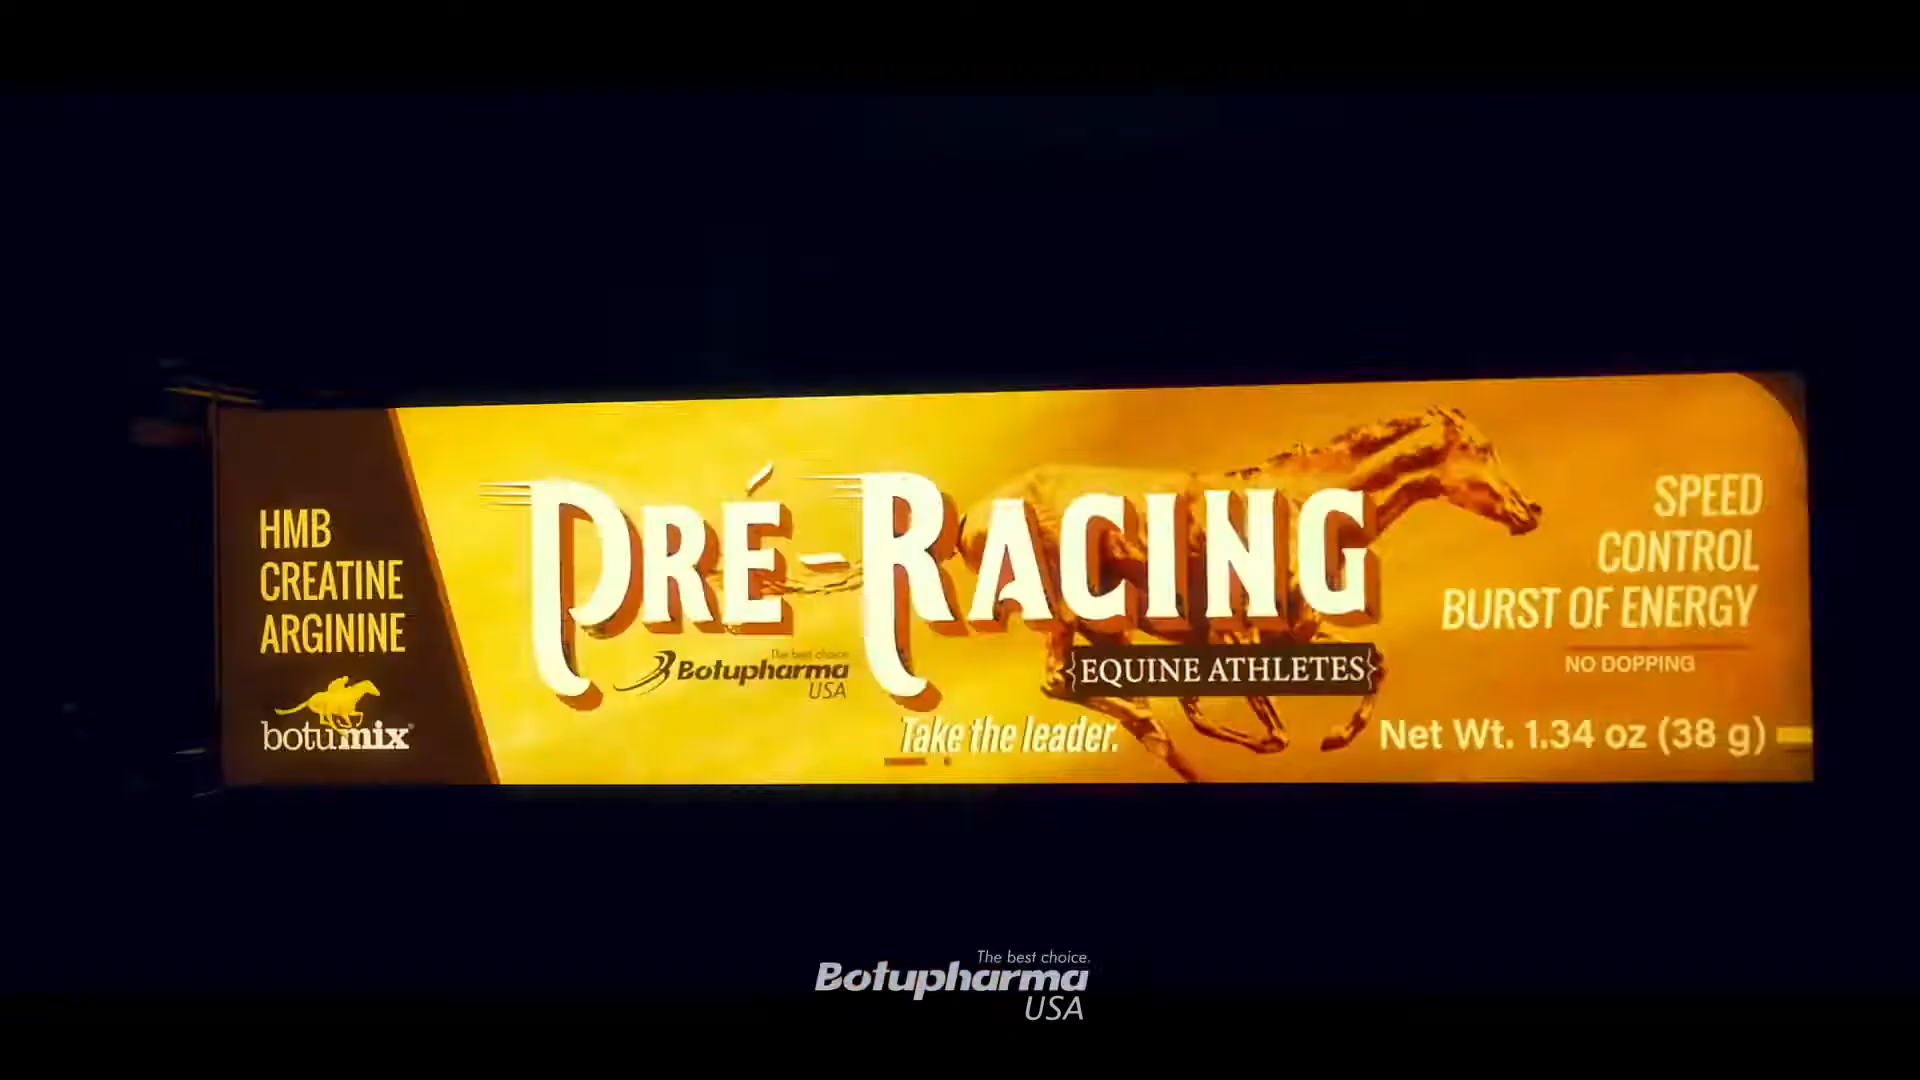 HMB
CREATINE
ARGININE
botumix®
PRÉ-RACING
The best choice.
Botupharma
USA
{EQUINE ATHLETES}
Take the leader.
SPEED
CONTROL
BURST OF ENERGY
NO DOPPING
Net Wt. 1.34 oz (38 g)
The best choice.
Botupharma
USA